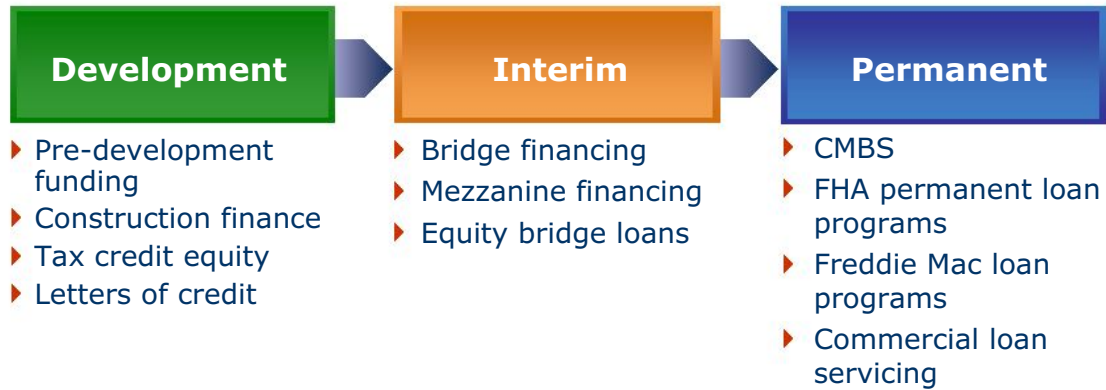 Development
Pre-development
funding
Construction finance
Tax credit equity
Letters of credit
Interim
Bridge financing
Mezzanine financing
Equity bridge loans
Permanent
CMBS
FHA permanent loan
programs
Freddie Mac loan
programs
Commercial loan
servicing